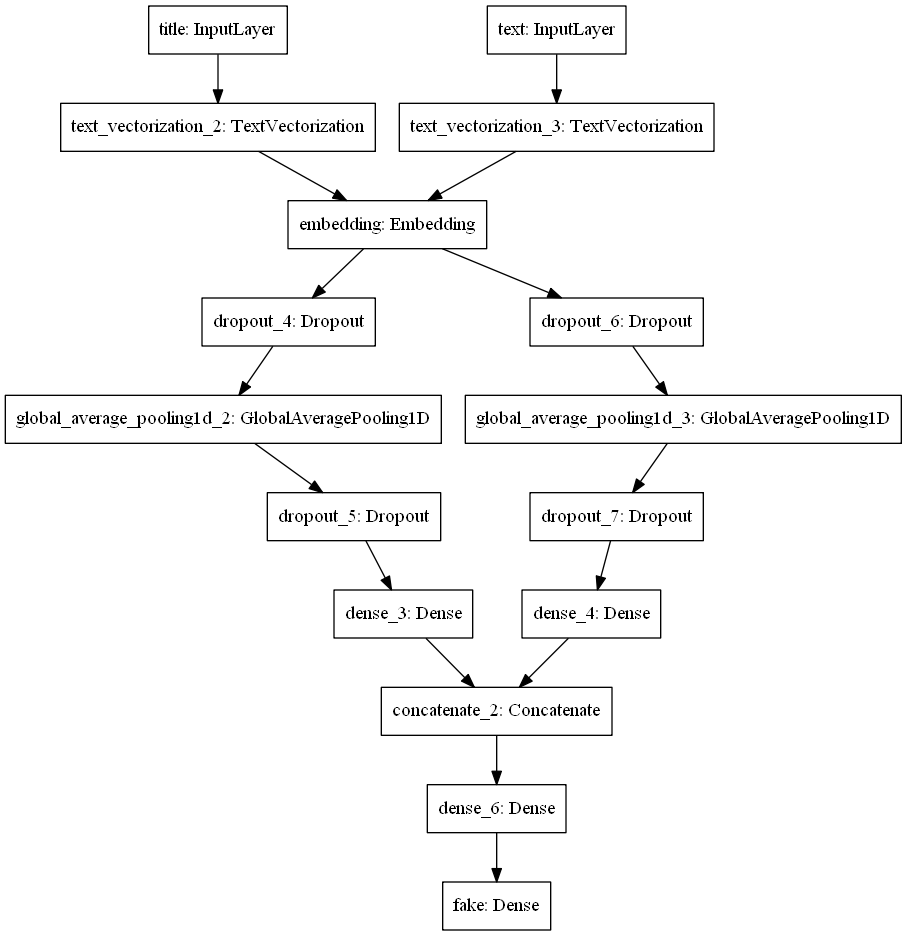 title: InputLayer
text: InputLayer
text_vectorization_2: TextVectorization
text_vectorization_3: TextVectorization
embedding: Embedding
dropout_4: Dropout
dropout_6: Dropout
global_average_pooling1d_2: GlobalAveragePooling1D
global_average_pooling1d_3: GlobalAveragePooling1D
dropout_5: Dropout
dropout_7: Dropout
dense_3: Dense
dense_4: Dense
concatenate_2: Concatenate
dense_6: Dense
fake: Dense